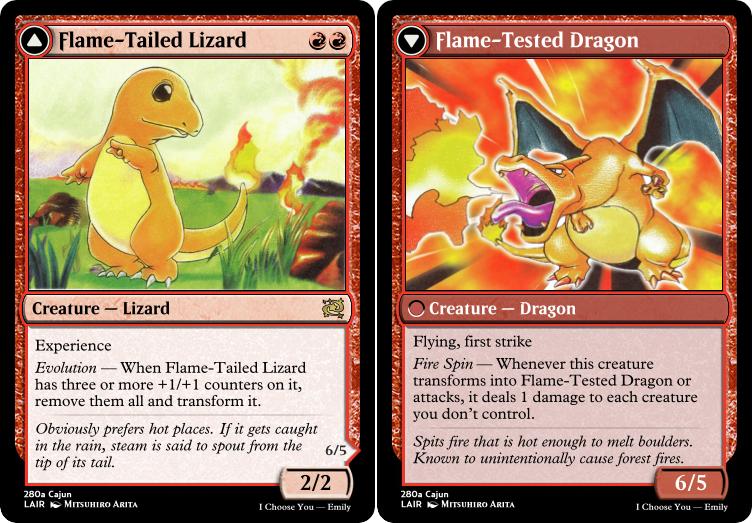 Flame-Tailed Lizard
Creature — Lizard
Experience
Evolution — When Flame-Tailed Lizard
has three or more +1/+1 counters on it,
remove them all and transform it.
Obviously prefers hot places. If it gets caught
in the rain, steam is said to spout from the
tip of its tail.
6/5
2/2
280a Cajun
LAIR Mitsuhiro Arita
I Choose You — Emily
Flame-Tested Dragon
Creature — Dragon
Flying, first strike
Fire Spin — Whenever this creature
transforms into Flame-Tested Dragon or
attacks, it deals 1 damage to each creature
you don't control.
Spits fire that is hot enough to melt boulders.
Known to unintentionally cause forest fires.
6/5
280a Cajun
LAIR Mitsuhiro Arita
I Choose You — Emily